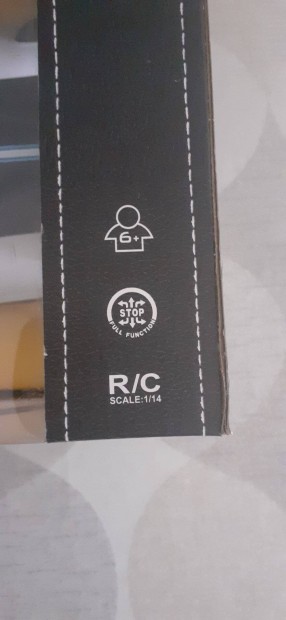 6+
STOP
FULL FUNCTION
R/C
SCALE:1/14